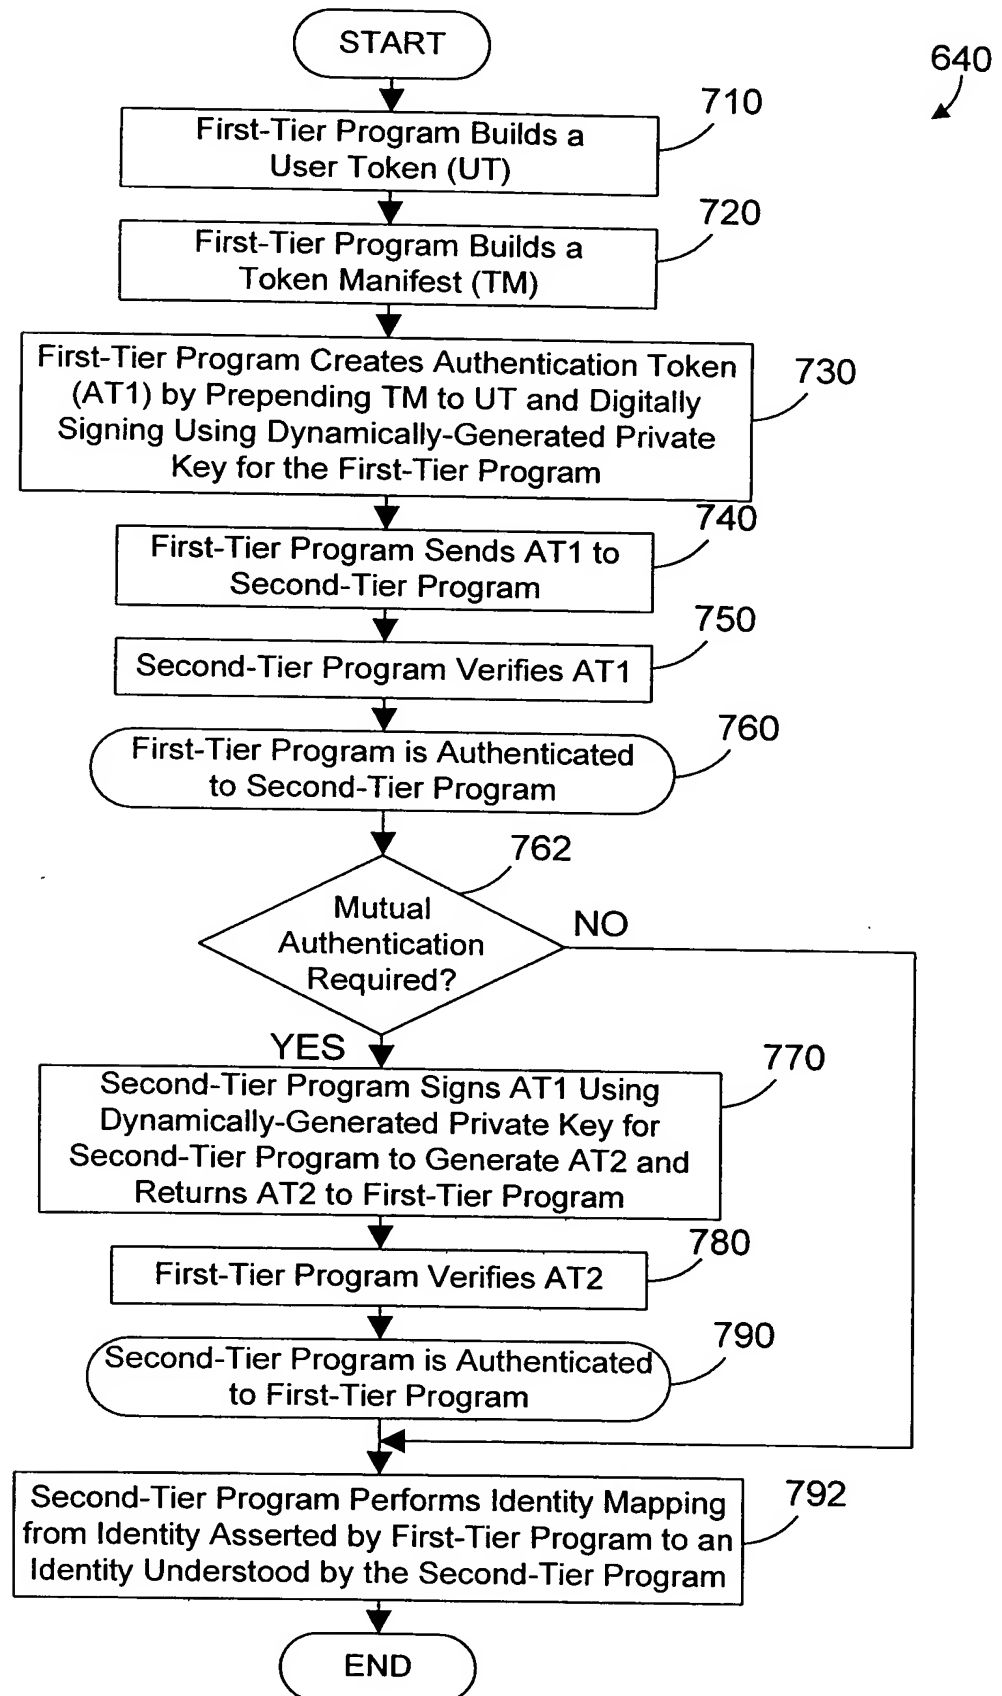 START
640
710
First-Tier Program Builds a
User Token (UT)
720
First-Tier Program Builds a
Token Manifest (TM)
730
First-Tier Program Creates Authentication Token
(AT1) by Prepending TM to UT and Digitally
Signing Using Dynamically-Generated Private
Key for the First-Tier Program
740
First-Tier Program Sends AT1 to
Second-Tier Program
750
Second-Tier Program Verifies AT1
760
First-Tier Program is Authenticated
to Second-Tier Program
762
Mutual
Authentication
Required?
NO
YES
770
Second-Tier Program Signs AT1 Using
Dynamically-Generated Private Key for
Second-Tier Program to Generate AT2 and
Returns AT2 to First-Tier Program
780
First-Tier Program Verifies AT2
790
Second-Tier Program is Authenticated
to First-Tier Program
792
Second-Tier Program Performs Identity Mapping
from Identity Asserted by First-Tier Program to an
Identity Understood by the Second-Tier Program
END